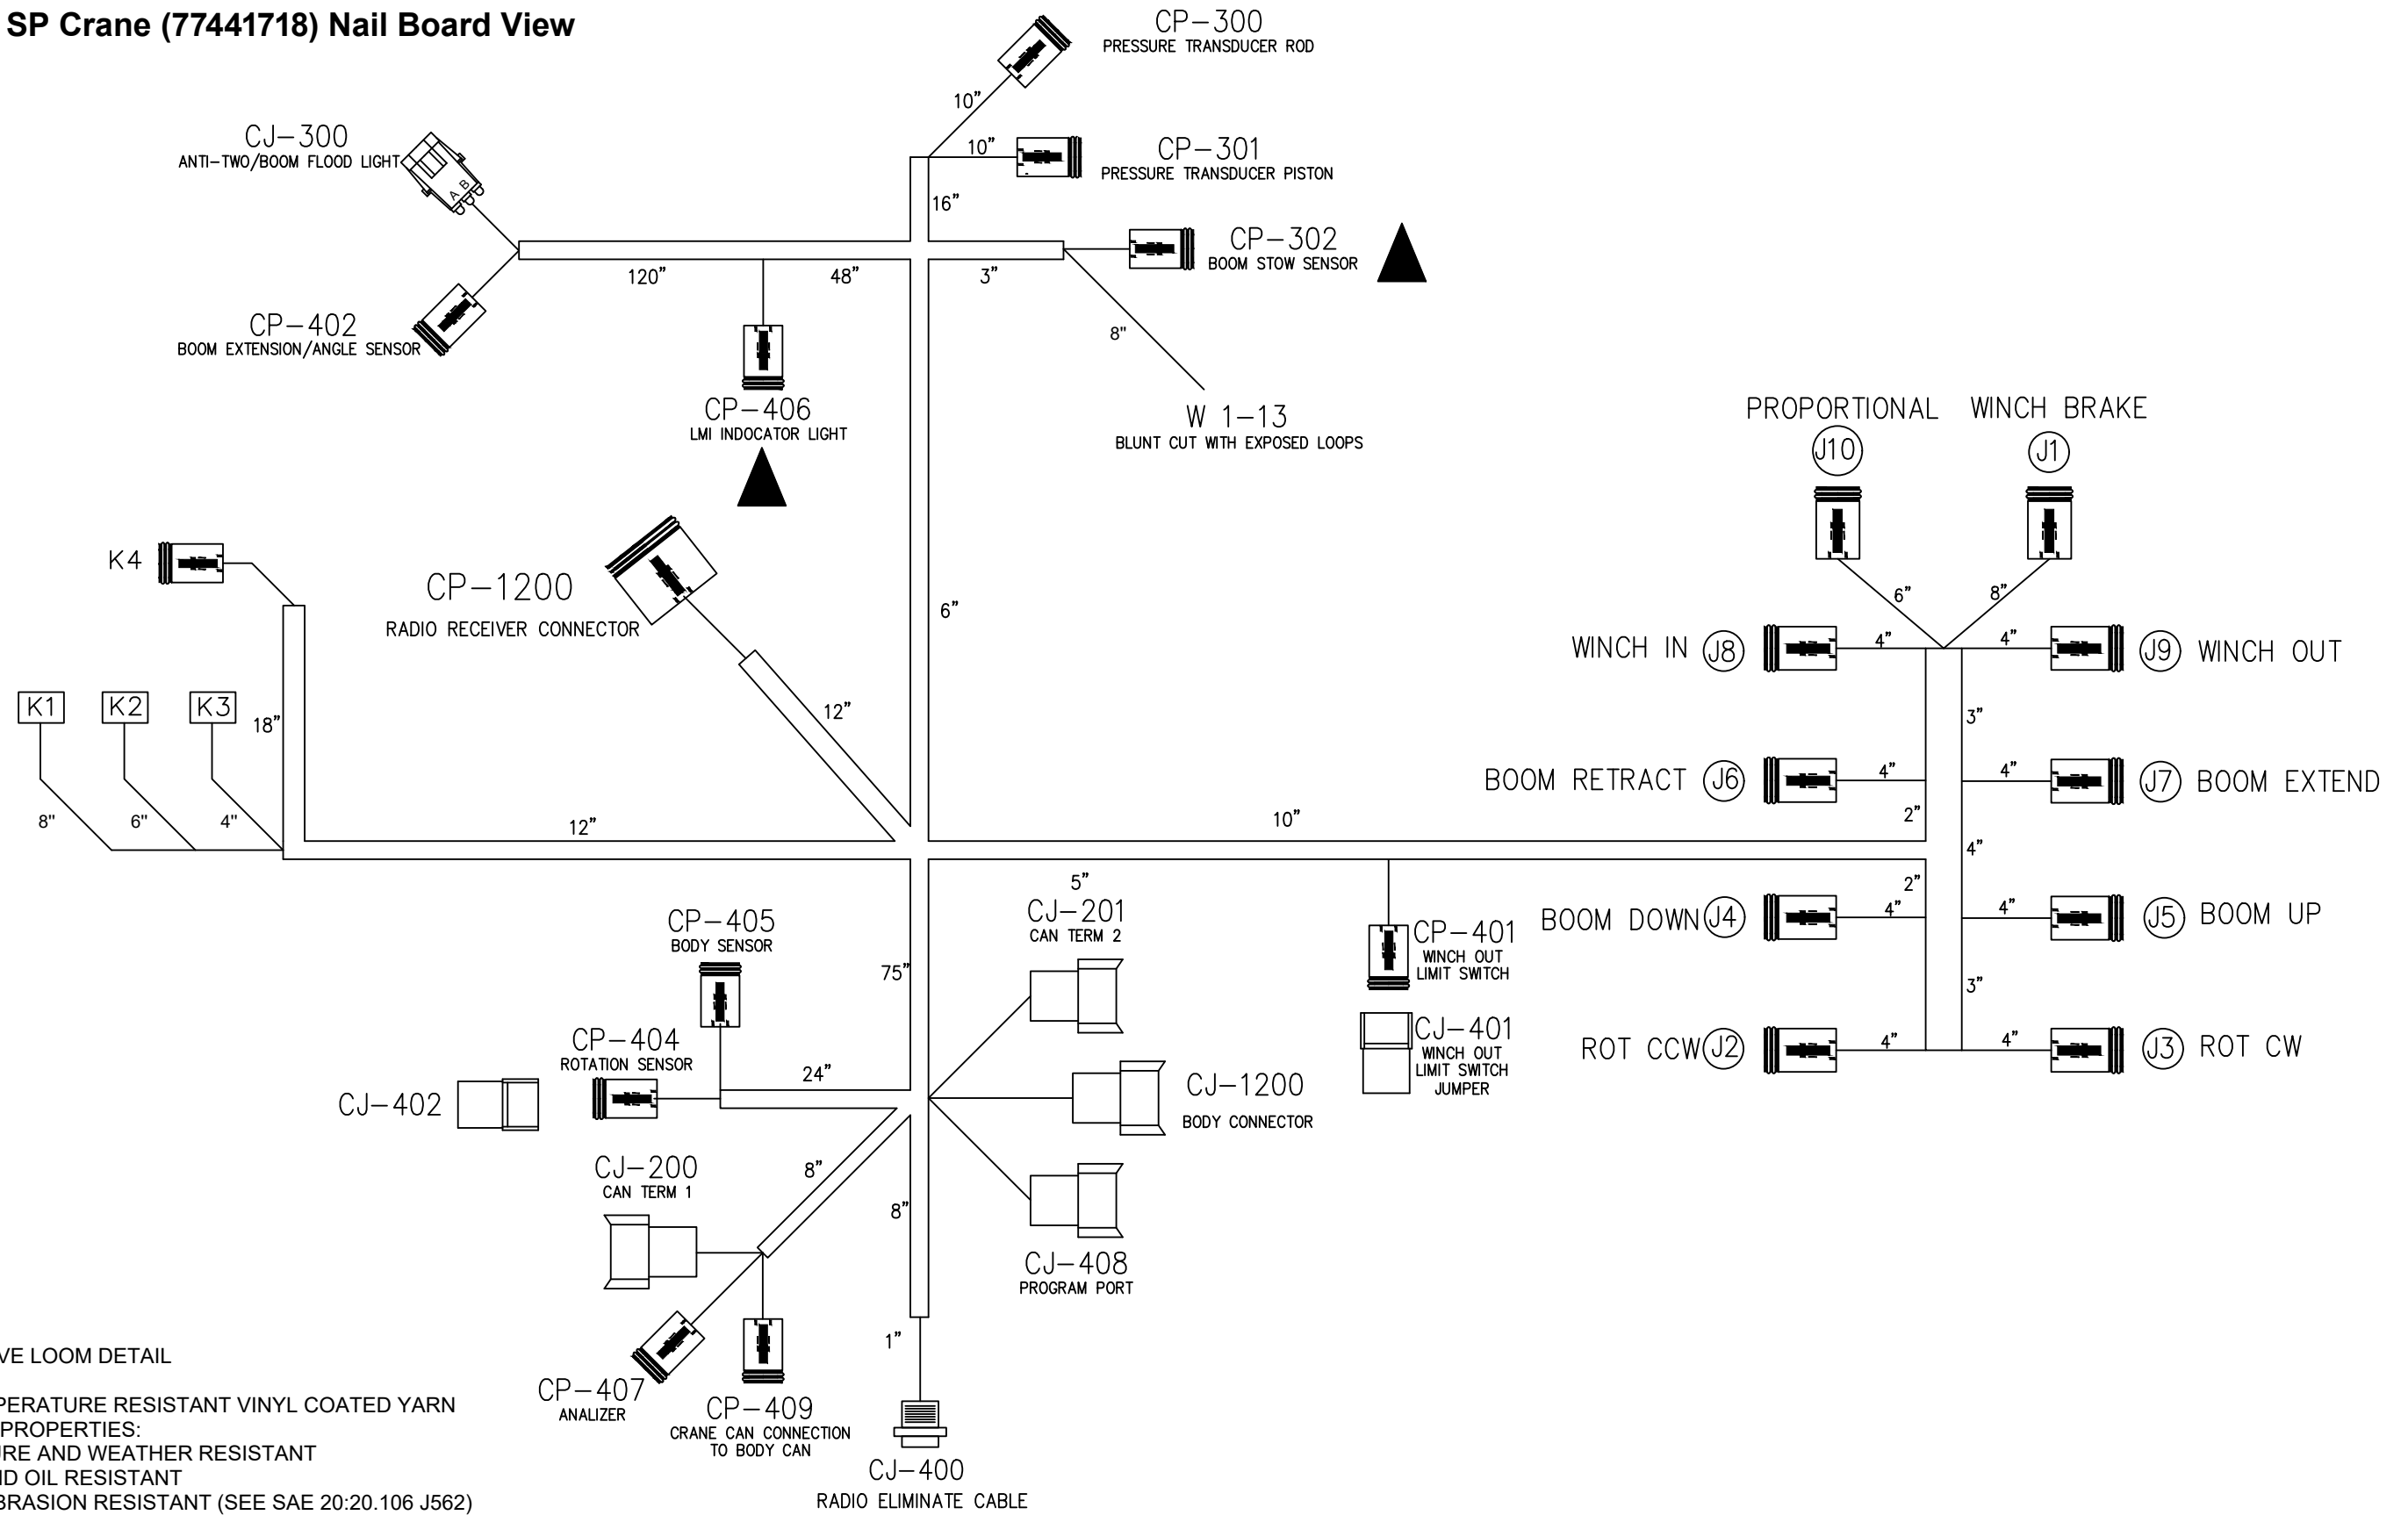 SP Crane (77441718) Nail Board View
CP-300
PRESSURE TRANSDUCER ROD
10"
CP-301
PRESSURE TRANSDUCER PISTON
10"
16"
CJ-300
ANTI-TWO/BOOM FLOOD LIGHT
A B
CP-302
BOOM STOW SENSOR
120"
48"
3"
CP-402
BOOM EXTENSION/ANGLE SENSOR
8"
CP-406
LMI INDOCATOR LIGHT
W 1-13
BLUNT CUT WITH EXPOSED LOOPS
PROPORTIONAL
WINCH BRAKE
J10
J1
K4
CP-1200
RADIO RECEIVER CONNECTOR
6"
6"
8"
WINCH IN
J8
4"
4"
J9
WINCH OUT
K1
K2
K3
18"
12"
3"
BOOM RETRACT
J6
4"
4"
J7
BOOM EXTEND
8"
6"
4"
12"
10"
2"
4"
5"
2"
CP-405
BODY SENSOR
CJ-201
CAN TERM 2
CP-401
WINCH OUT
LIMIT SWITCH
BOOM DOWN
J4
4"
4"
J5
BOOM UP
75"
3"
CP-404
ROTATION SENSOR
CJ-401
WINCH OUT
LIMIT SWITCH
JUMPER
ROT CCW
J2
4"
4"
J3
ROT CW
24"
CJ-402
CJ-1200
BODY CONNECTOR
CJ-200
CAN TERM 1
8"
8"
CJ-408
PROGRAM PORT
1"
CP-407
ANALIZER
CP-409
CRANE CAN CONNECTION
TO BODY CAN
CJ-400
RADIO ELIMINATE CABLE
VE LOOM DETAIL
PERATURE RESISTANT VINYL COATED YARN
PROPERTIES:
URE AND WEATHER RESISTANT
ND OIL RESISTANT
BRASION RESISTANT (SEE SAE 20:20.106 J562)